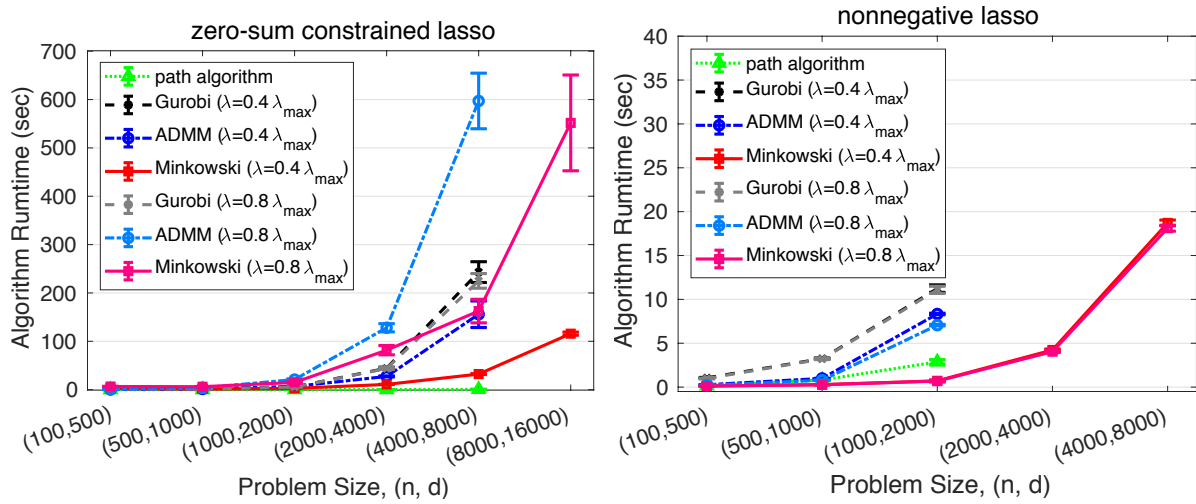 zero-sum constrained lasso
Algorithm Rumtime (sec)
700
600
500
400
300
200
100
0
path algorithm
Gurobi (λ=0.4 λmax)
ADMM (λ=0.4 λmax)
Minkowski (λ=0.4 λmax)
Gurobi (λ=0.8 λmax)
ADMM (λ=0.8 λmax)
Minkowski (λ=0.8 λmax)
(100,500)
(500,1000)
(1000,2000)
(2000,4000)
(4000,8000)
(8000,16000)
Problem Size, (n, d)
nonnegative lasso
Algorithm Rumtime (sec)
40
35
30
25
20
15
10
5
0
path algorithm
Gurobi (λ=0.4 λmax)
ADMM (λ=0.4 λmax)
Minkowski (λ=0.4 λmax)
Gurobi (λ=0.8 λmax)
ADMM (λ=0.8 λmax)
Minkowski (λ=0.8 λmax)
(100,500)
(500,1000)
(1000,2000)
(2000,4000)
(4000,8000)
Problem Size, (n, d)